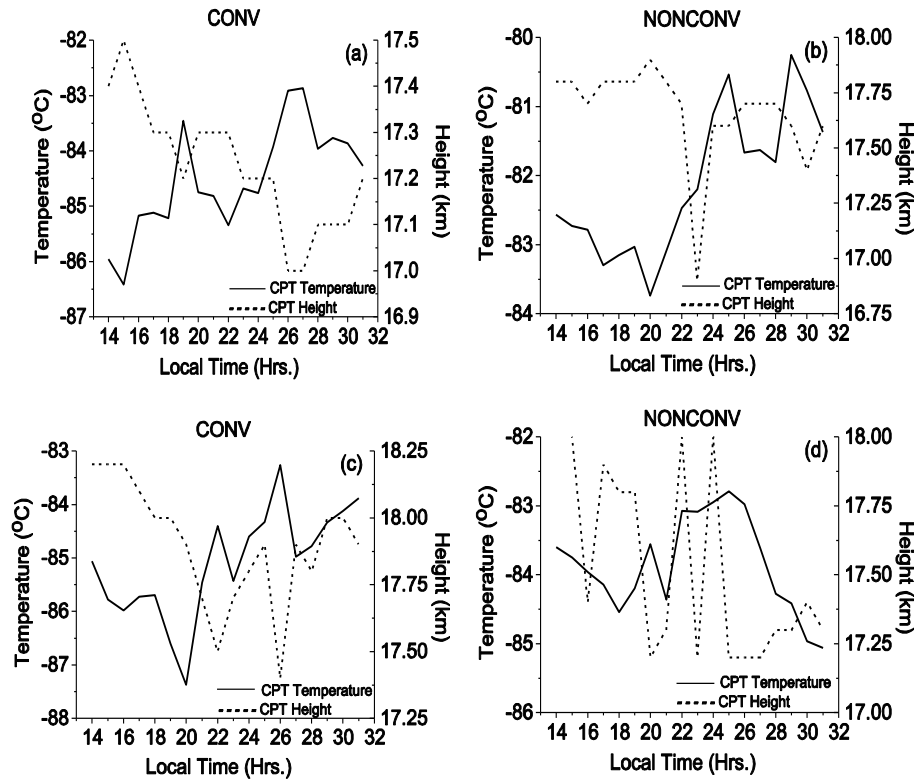 CONV
(a)
Temperature (⁰C)
-82
-83
-84
-85
-86
-87
17.5
17.4
17.3
17.2
17.1
17.0
16.9
Height (km)
CPT Temperature
CPT Height
14 16 18 20 22 24 26 28 30 32
Local Time (Hrs.)
NONCONV
(b)
Temperature (⁰C)
-80
-81
-82
-83
-84
18.00
17.75
17.50
17.25
17.00
16.75
Height (km)
CPT Temperature
CPT Height
14 16 18 20 22 24 26 28 30 32
Local Time (Hrs.)
CONV
(c)
Temperature (⁰C)
-83
-84
-85
-86
-87
-88
18.25
18.00
17.75
17.50
17.25
Height (km)
CPT Temperature
CPT Height
14 16 18 20 22 24 26 28 30 32
Local Time (Hrs.)
NONCONV
(d)
Temperature (⁰C)
-82
-83
-84
-85
-86
18.00
17.75
17.50
17.25
17.00
Height (km)
CPT Temperature
CPT Height
14 16 18 20 22 24 26 28 30 32
Local Time (Hrs.)